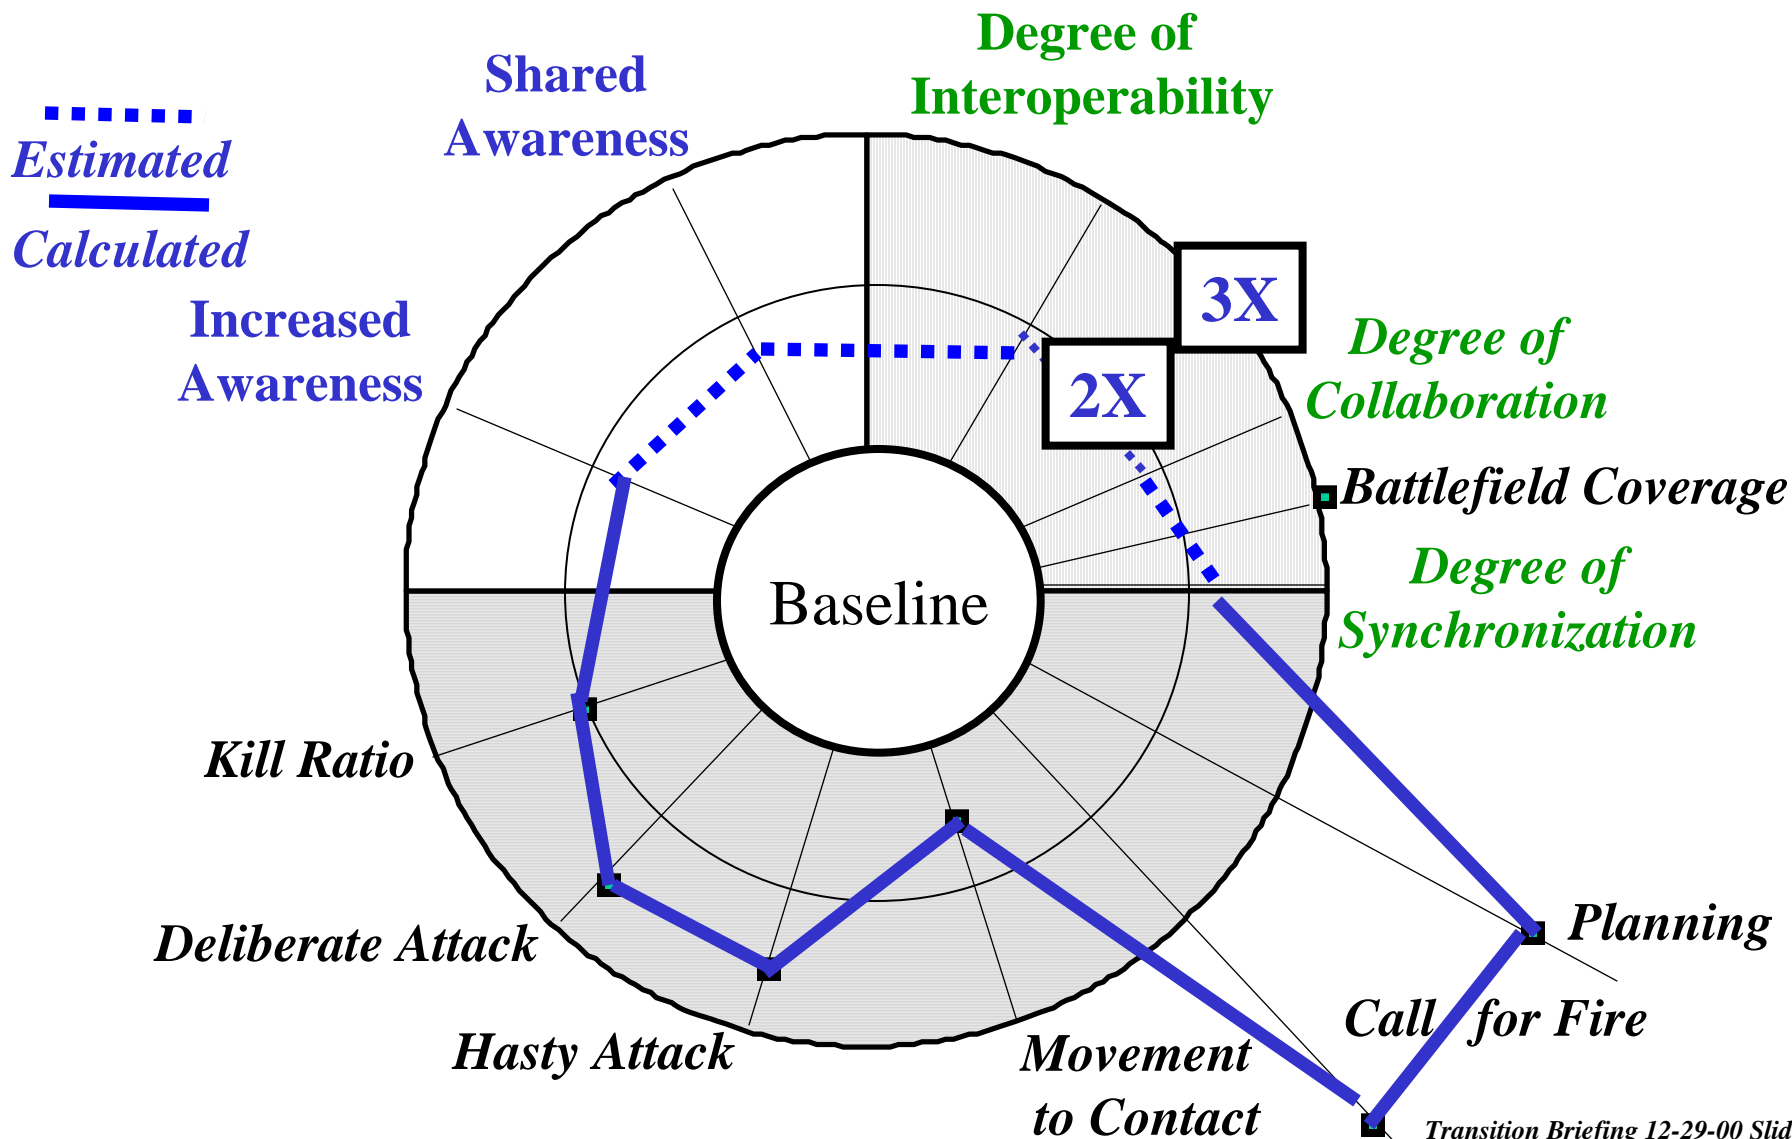 Degree of
Interoperability
Shared
Awareness
Estimated
Calculated
Increased
Awareness
3X
2X
Degree of
Collaboration
Battlefield Coverage
Degree of
Synchronization
Baseline
Kill Ratio
Deliberate Attack
Hasty Attack
Movement
to Contact
Planning
Call for Fire
Transition Briefing 12-29-00 Slid